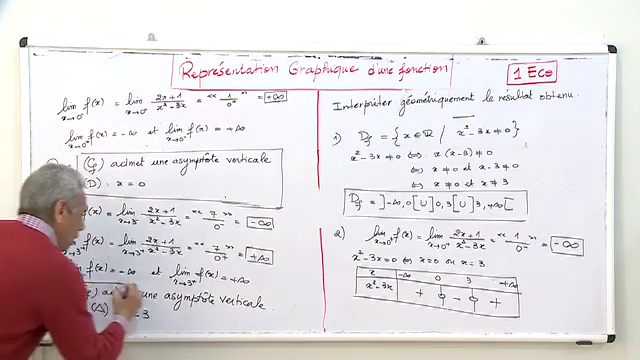 Représentation Graphique d'une fonction
1 Eco
lim x→0⁻ f(x) = lim x→0⁻ 2x+1 / x²-3x = « 1 / 0⁺ » = +∞
lim x→0⁺ f(x) = -∞ et lim x→0⁻ f(x) = +∞
(Cf) admet une asymptote verticale
(D) : x = 0
f(x) = lim x→3⁻ 2x+1 / x²-3x = « 7 / 0⁻ » = -∞
x→3⁺ f(x) = lim x→3⁺ 2x+1 / x²-3x = « 7 / 0⁺ » = +∞
f(x) = -∞ et lim x→3⁺ f(x) = +∞
une asymptote verticale
(Δ) 3
Interpréter géométriquement le resultat obtenu.
1) Df = { x ∈ ℝ / x²-3x ≠ 0 }
x²-3x ≠ 0 ⇔ x(x-3) ≠ 0
⇔ x ≠ 0 et x-3 ≠ 0
⇔ x ≠ 0 et x ≠ 3
Df = ]-∞, 0[ U ]0, 3[ U ]3, +∞[
2) lim x→0⁺ f(x) = lim x→0⁺ 2x+1 / x²-3x = « 1 / 0⁻ » = -∞
x²-3x=0 ⇔ x=0 or x=3
x -∞ 0 3 +∞
x²-3x + 0 - 0 +